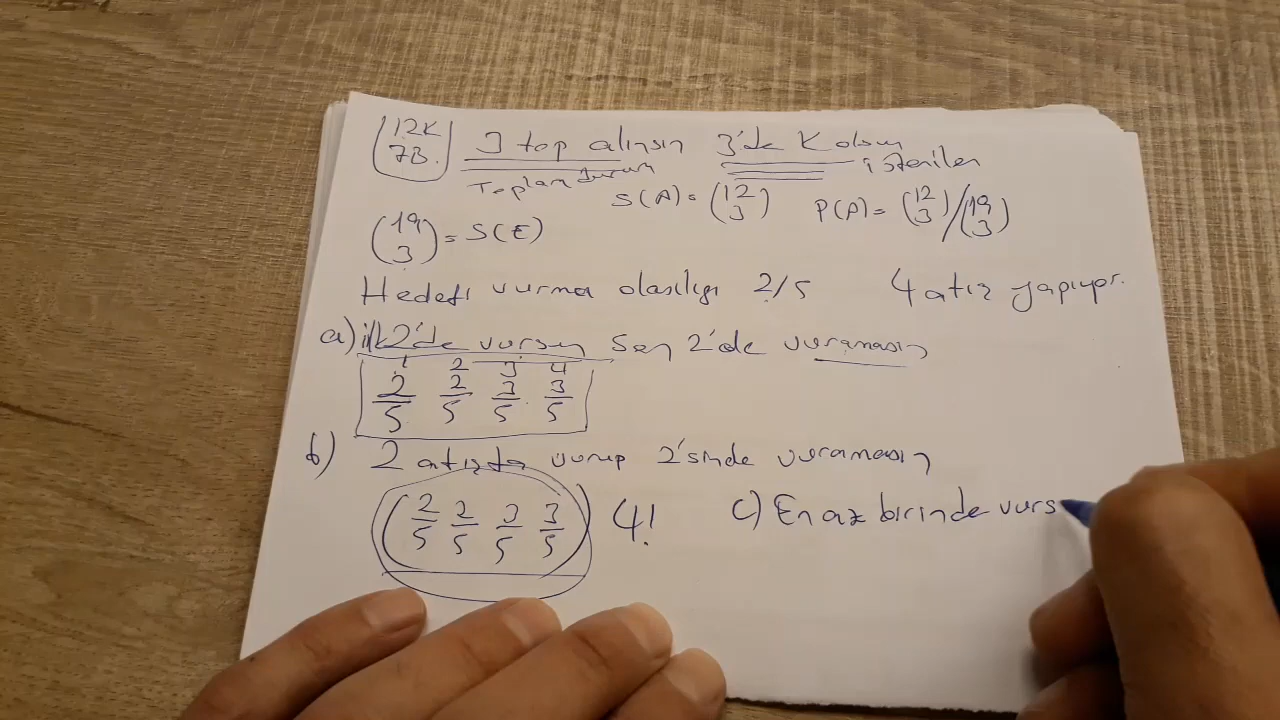 12K 3 top alınsın 3'de K olsun
7B. Toplam Durum istenilen
S(A) = (12 3) P(A) = (12 3)/(19 3)
(19 3) = S(E)
Hedefi vurma olasılığı 2/5 4 atış yapıyor.
a) ilk 2'de vursun Son 2'de vuramasın
1 2 3 4
2/5 2/5 3/5 3/5
b) 2 atışta vurup 2'sinde vuramasın
(2/5 2/5 3/5 3/5) 4! c) En az birinde vurs